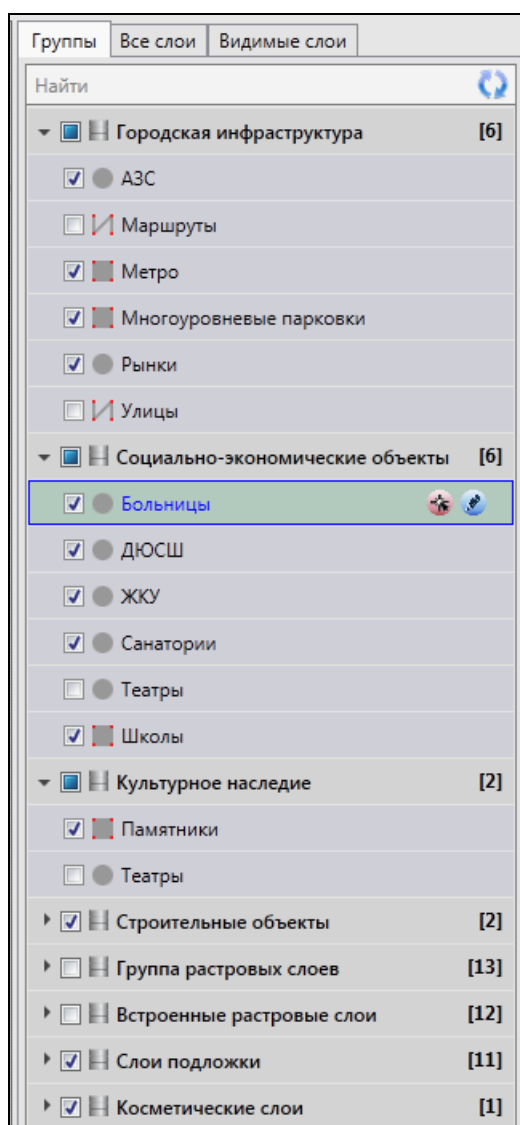 Группы Все слои Видимые слои
Найти
Городская инфраструктура [6]
АЗС
Маршруты
Метро
Многоуровневые парковки
Рынки
Улицы
Социально-экономические объекты [6]
Больницы
ДЮСШ
ЖКУ
Санатории
Театры
Школы
Культурное наследие [2]
Памятники
Театры
Строительные объекты [2]
Группа растровых слоев [13]
Встроенные растровые слои [12]
Слои подложки [11]
Косметические слои [1]